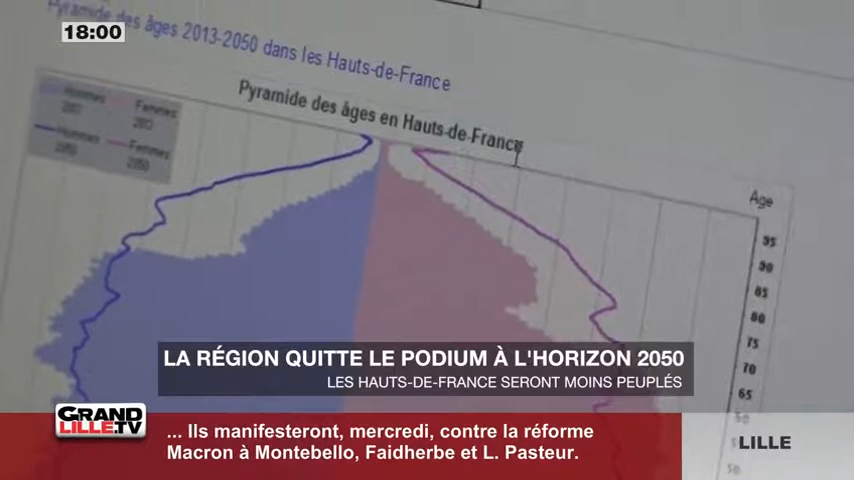 18:00
Pyramide des âges 2013-2050 dans les Hauts-de-France
Pyramide des âges en Hauts-de-France
Hommes
Femmes
2013
Hommes
Femmes
2050
2050
Age
95
90
85
80
75
70
65
LA RÉGION QUITTE LE PODIUM À L'HORIZON 2050
LES HAUTS-DE-FRANCE SERONT MOINS PEUPLÉS
GRAND
LILLE.TV
... Ils manifesteront, mercredi, contre la réforme
Macron à Montebello, Faidherbe et L. Pasteur.
LILLE